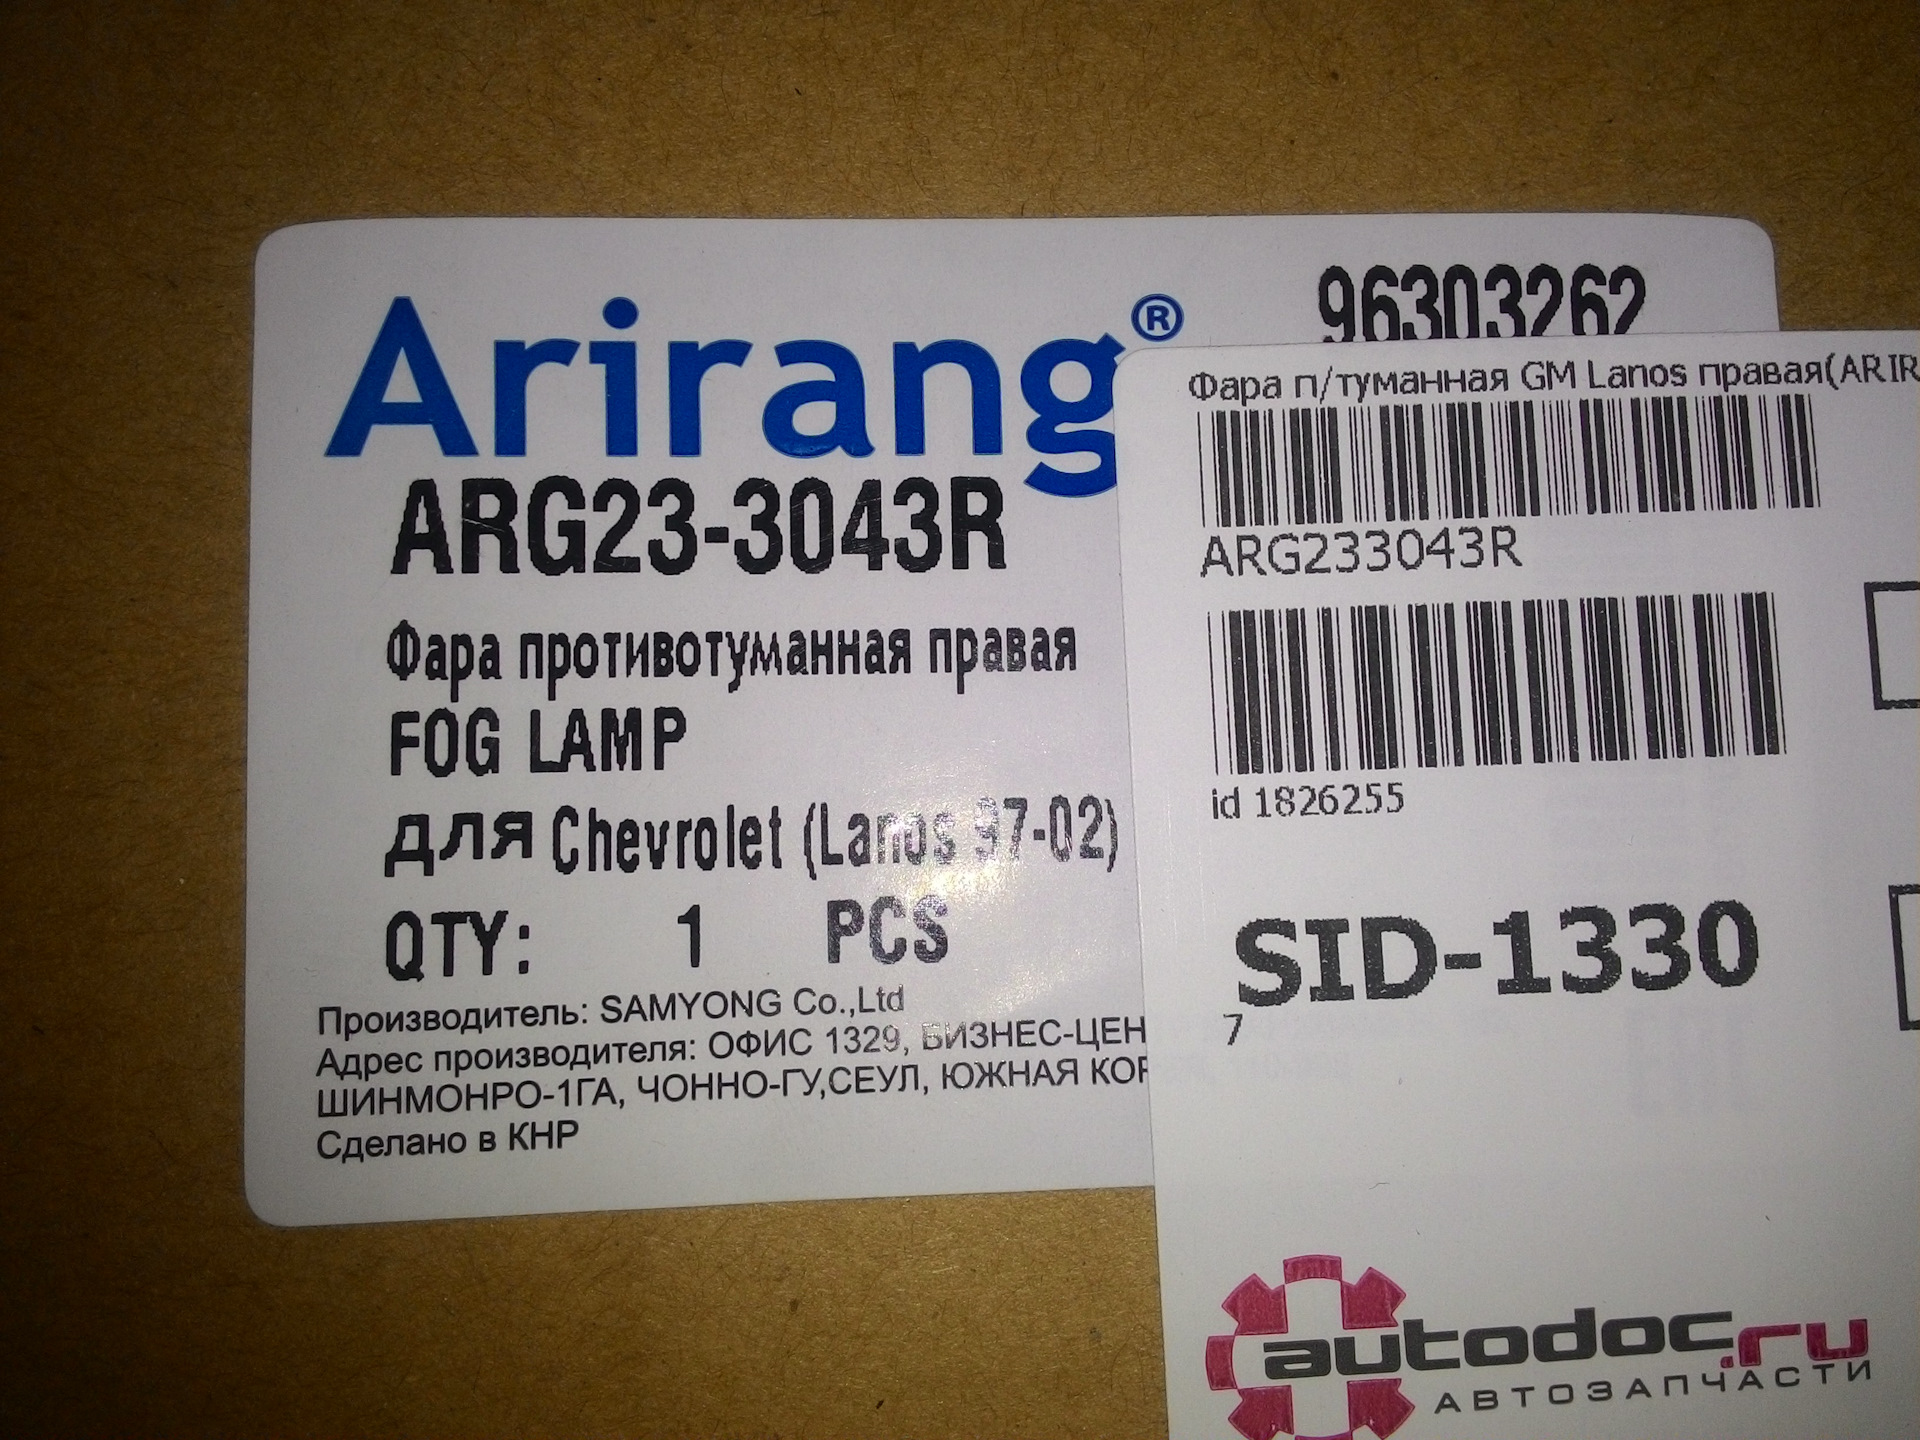 Arirang®
96303262
ARG23-3043R
Фара противотуманная правая
FOG LAMP
для Chevrolet (Lanos 97-02)
QTY: 1 PCS
Производитель: SAMYONG Co.,Ltd
Адрес производителя: ОФИС 1329, БИЗНЕС-ЦЕН
ШИНМОНРО-1ГА, ЧОННО-ГУ,СЕУЛ, ЮЖНАЯ КОР
Сделано в КНР
Фара п/туманная GM Lanos правая(ARIR
ARG233043R
id 1826255
SID-1330
7
autodoc.ru
АВТОЗАПЧАСТИ